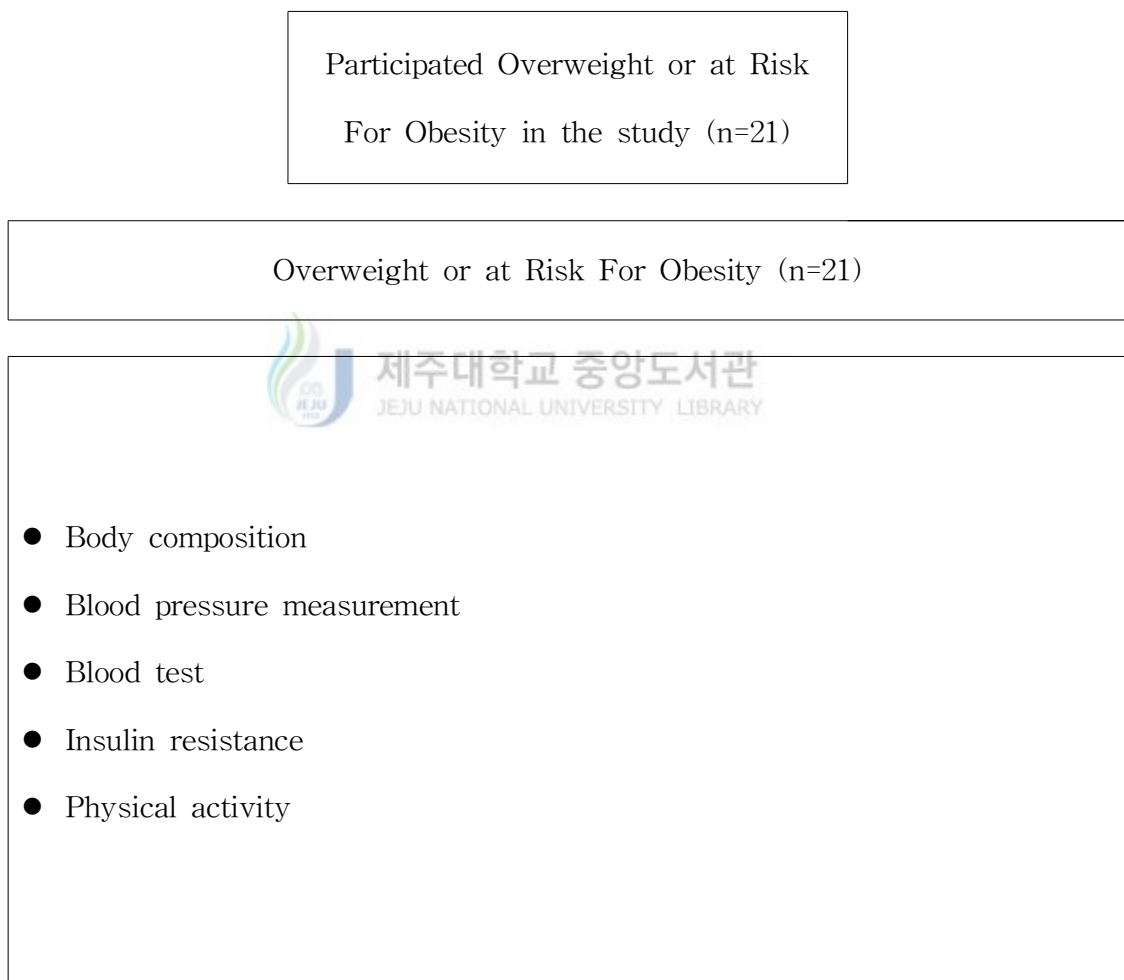 Participated Overweight or at Risk
For Obesity in the study (n=21)
Overweight or at Risk For Obesity (n=21)
제주대학교 중앙도서관
JEJU NATIONAL UNIVERSITY LIBRARY
JEJU
1952
● Body composition
● Blood pressure measurement
● Blood test
● Insulin resistance
● Physical activity